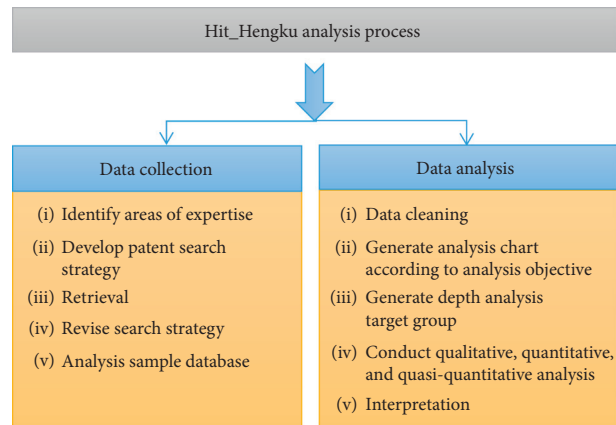 Hit_Hengku analysis process
Data collection
(i) Identify areas of expertise
(ii) Develop patent search
strategy
(iii) Retrieval
(iv) Revise search strategy
(v) Analysis sample database
Data analysis
(i) Data cleaning
(ii) Generate analysis chart
according to analysis objective
(iii) Generate depth analysis
target group
(iv) Conduct qualitative, quantitative,
and quasi-quantitative analysis
(v) Interpretation